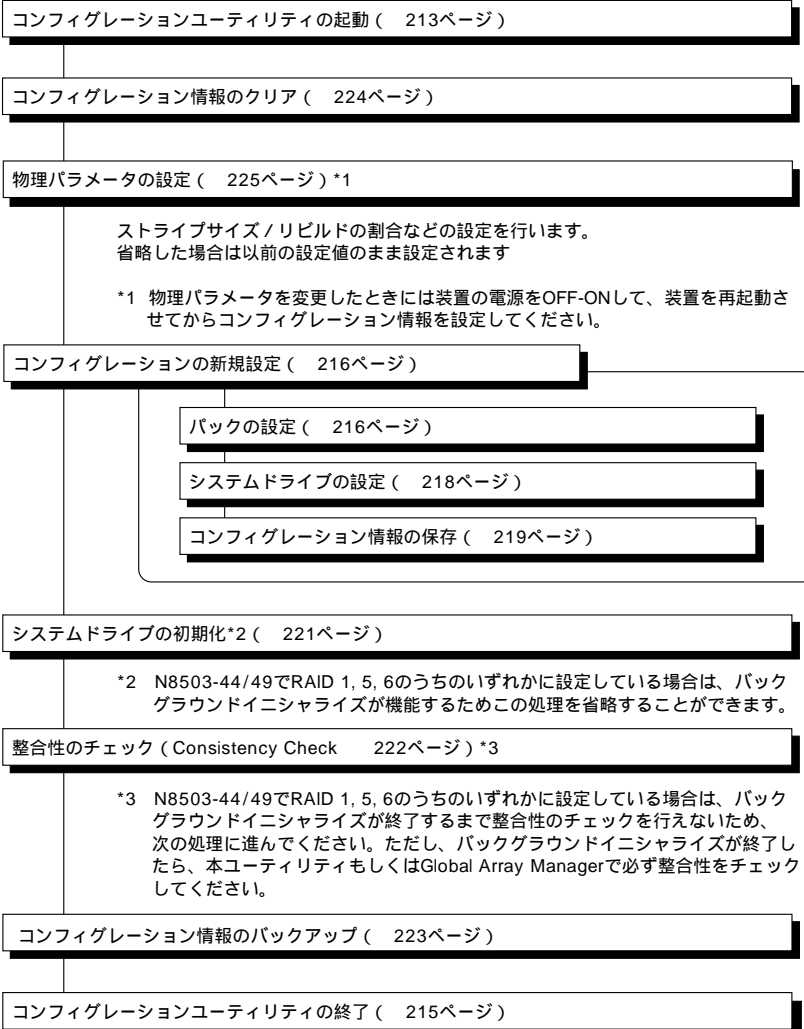 コンフィグレーションユーティリティの起動（　213ページ）
コンフィグレーション情報のクリア（　224ページ）
物理パラメータの設定（　225ページ）*1
ストライプサイズ / リビルドの割合などの設定を行います。
省略した場合は以前の設定値のまま設定されます
*1 物理パラメータを変更したときには装置の電源をOFF-ONして、装置を再起動さ
せてからコンフィグレーション情報を設定してください。
コンフィグレーションの新規設定（　216ページ）
パックの設定（　216ページ）
システムドライブの設定（　218ページ）
コンフィグレーション情報の保存（　219ページ）
システムドライブの初期化*2（　221ページ）
*2 N8503-44/49でRAID 1, 5, 6のうちのいずれかに設定している場合は、バック
グラウンドイニシャライズが機能するためこの処理を省略することができます。
整合性のチェック（Consistency Check　222ページ）*3
*3 N8503-44/49でRAID 1, 5, 6のうちのいずれかに設定している場合は、バック
グラウンドイニシャライズが終了するまで整合性のチェックを行えないため、
次の処理に進んでください。ただし、バックグラウンドイニシャライズが終了し
たら、本ユーティリティもしくはGlobal Array Managerで必ず整合性をチェック
してください。
コンフィグレーション情報のバックアップ（　223ページ）
コンフィグレーションユーティリティの終了（　215ページ）